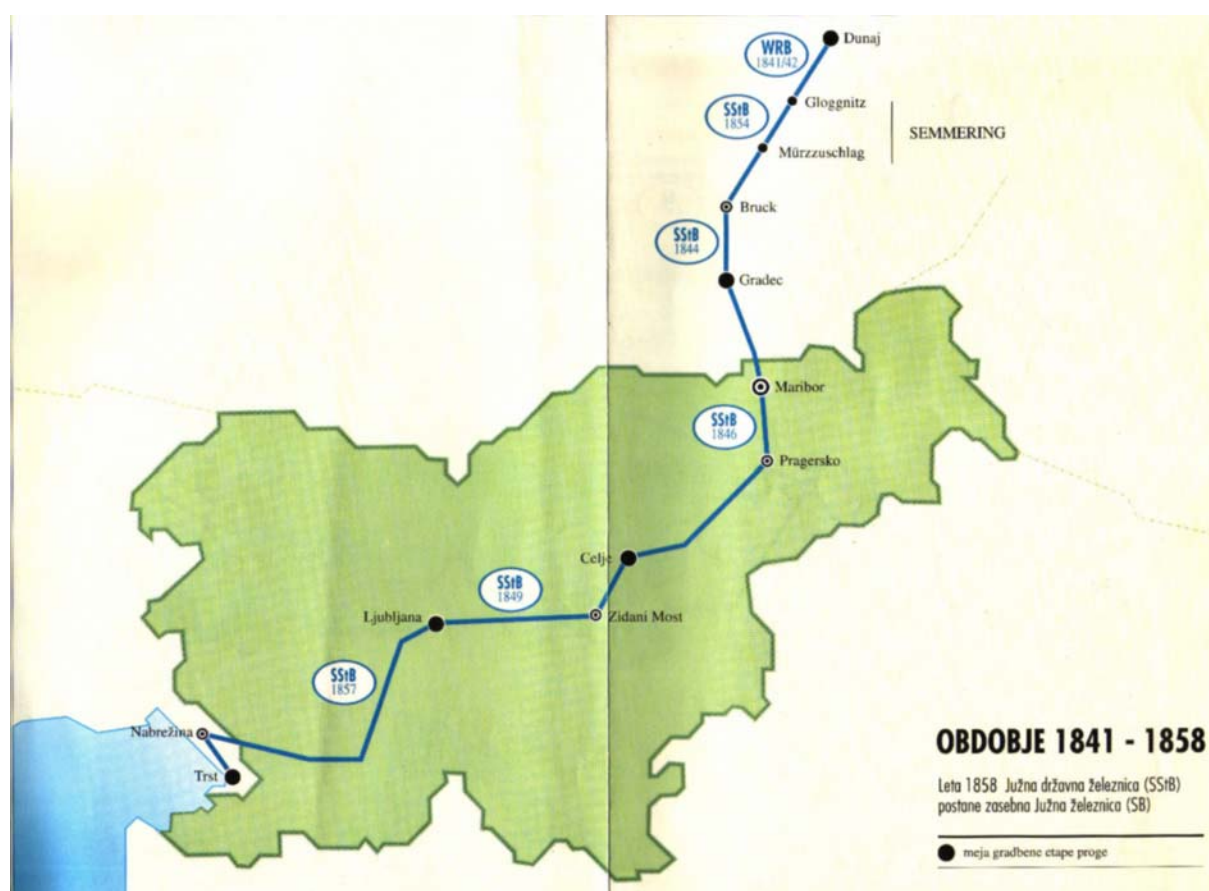 WRB
1841/42
Dunaj
Gloggnitz
SStB
1854
SEMMERING
Mürzzuschlag
Bruck
SStB
1844
Gradec
Maribor
SStB
1846
Pragersko
Celje
SStB
1849
Ljubljana
Zidani Most
SStB
1857
Nabrežina
Trst
OBDOBJE 1841 - 1858
Leta 1858 Južna državna železnica (SStB)
postane zasebna Južna železnica (SB)
meja gradbene etape proge